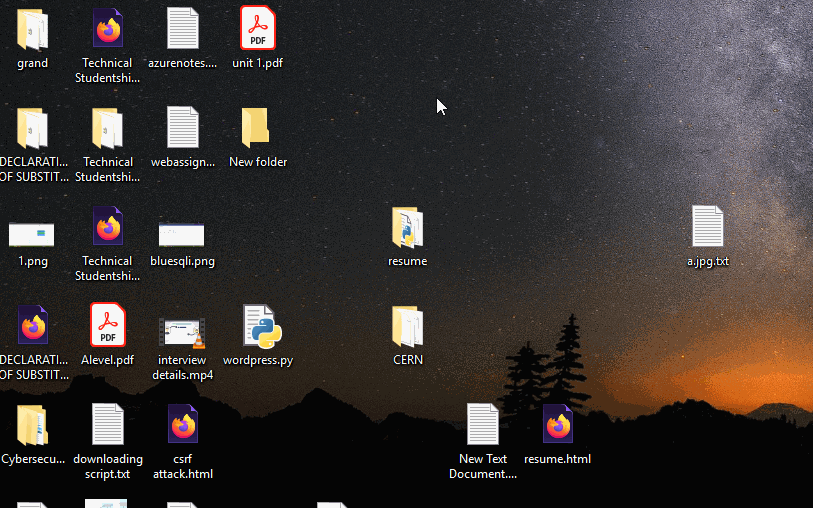 grand
Technical
Studentshi...
azurenotes....
PDF
unit 1.pdf
DECLARATI...
OF SUBSTIT...
Technical
Studentshi...
webassign...
New folder
1.png
Technical
Studentshi...
bluesqli.png
resume
a.jpg.txt
DECLARATI...
OF SUBSTIT...
PDF
Alevel.pdf
interview
details.mp4
wordpress.py
CERN
Cybersecu...
downloading
script.txt
csrf
attack.html
New Text
Document....
resume.html